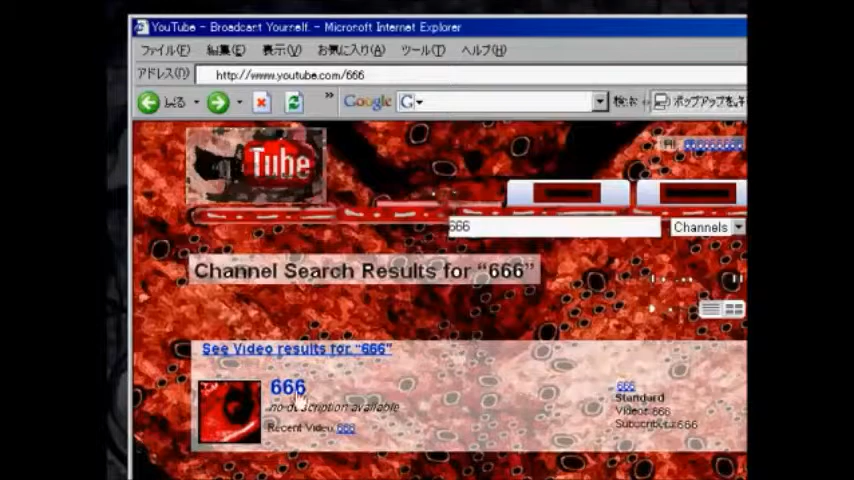 YouTube - Broadcast Yourself. - Microsoft Internet Explorer
ファイル(F) 編集(E) 表示(V) お気に入り(A) ツール(T) ヘルプ(H)
アドレス(D) http://www.youtube.com/666
戻る » Google G 検索 ポップアップを
Tube
666 Channels
Channel Search Results for “666”
See Video results for “666”
666 666
no description available Standard
Videos:666
Recent Video:666 Subscribers:666